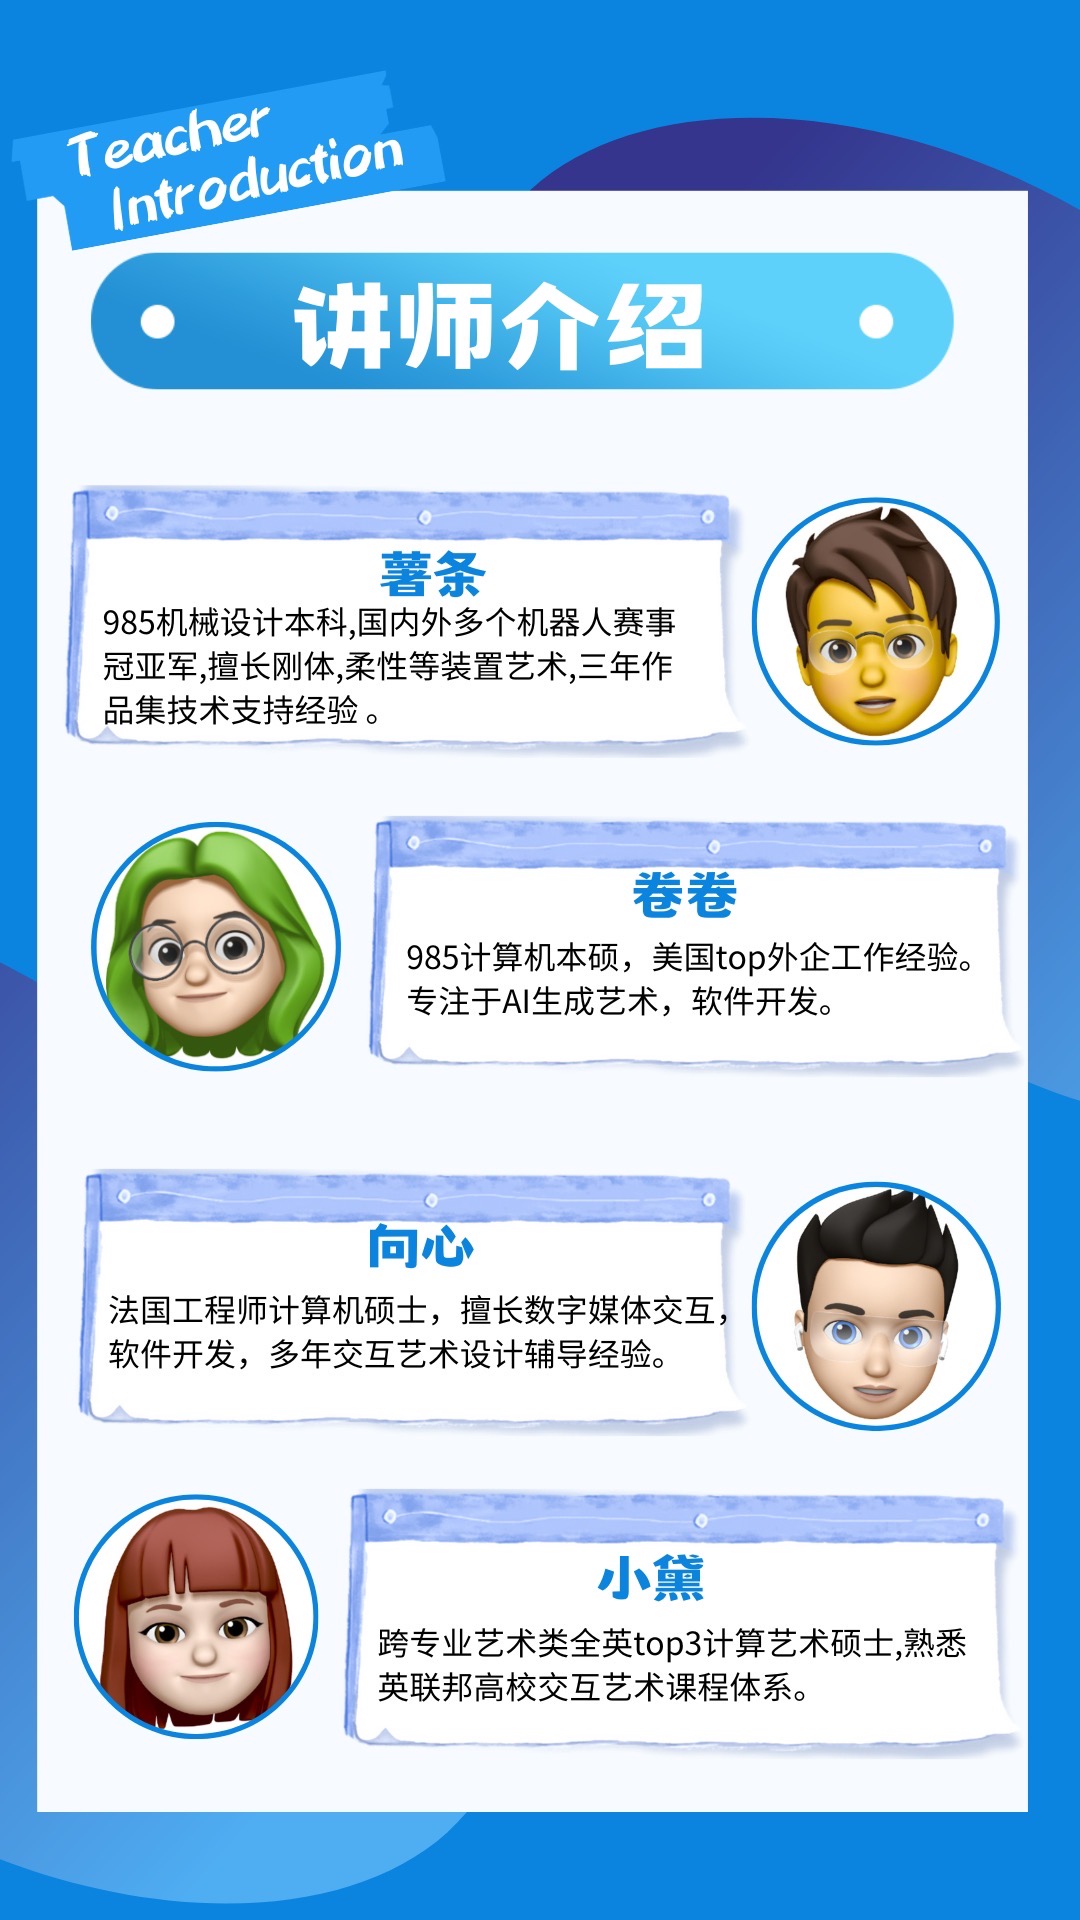 Teacher
Introduction
讲师介绍
薯条
985机械设计本科,国内外多个机器人赛事
冠亚军,擅长刚体,柔性等装置艺术,三年作
品集技术支持经验 。
卷卷
985计算机本硕，美国top外企工作经验。
专注于AI生成艺术，软件开发。
向心
法国工程师计算机硕士，擅长数字媒体交互，
软件开发，多年交互艺术设计辅导经验。
小黛
跨专业艺术类全英top3计算艺术硕士,熟悉
英联邦高校交互艺术课程体系。